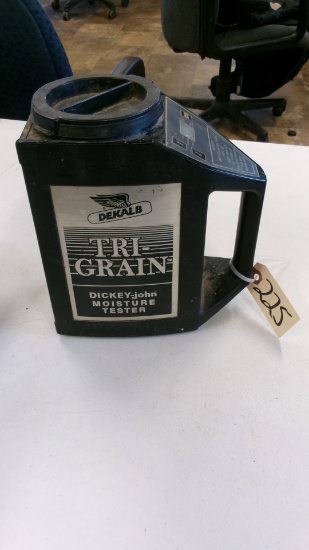 DEKALB
TRI-
GRAIN
DICKEY-john
MOISTURE
TESTER
225